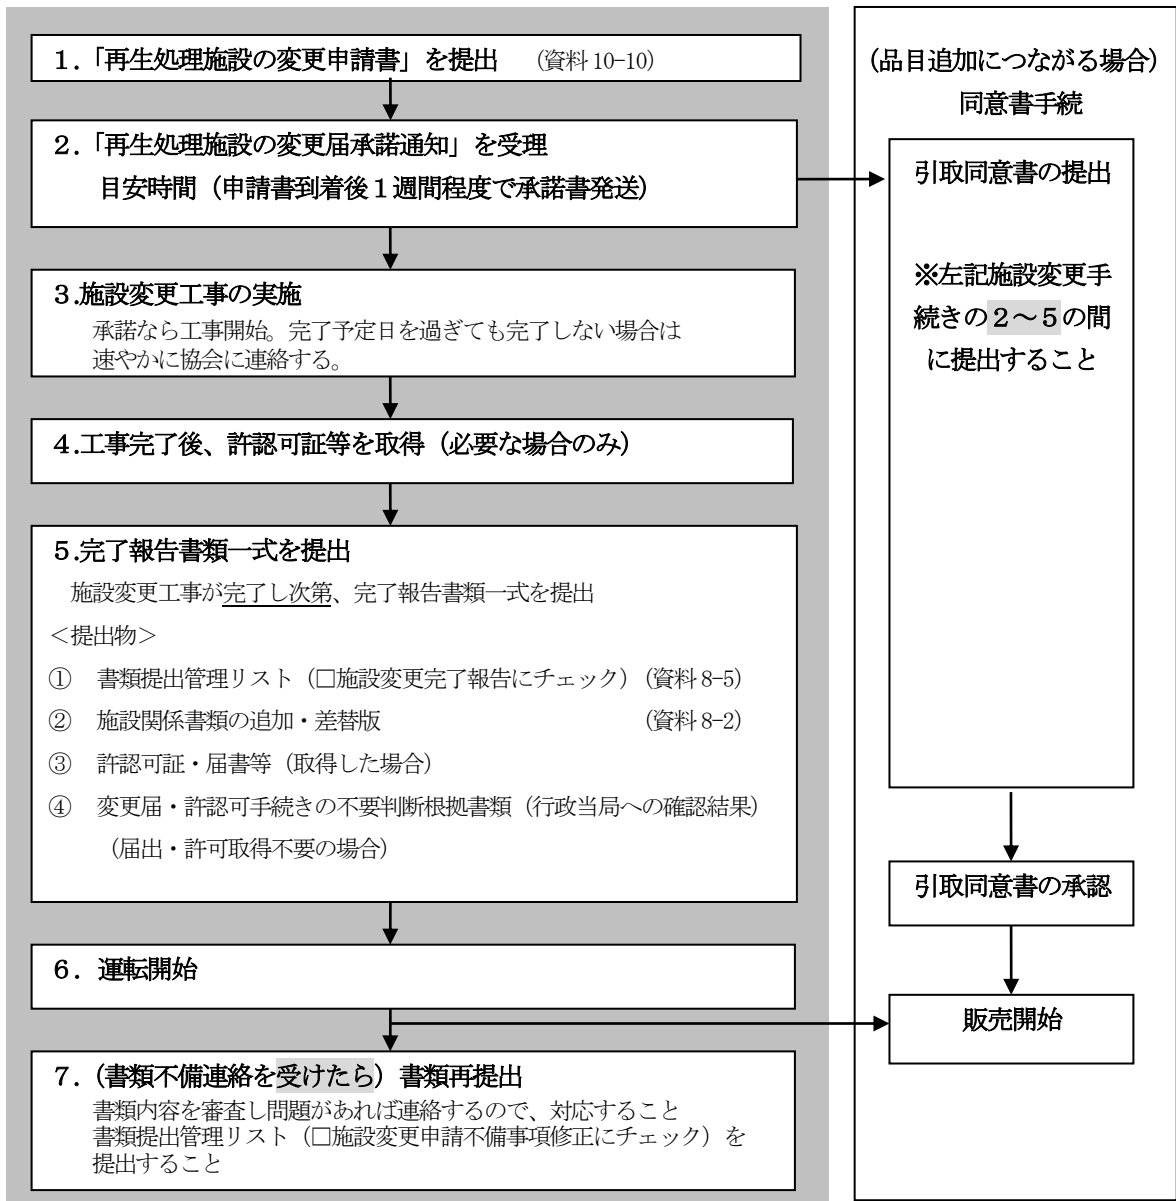 １．「再生処理施設の変更申請書」を提出　（資料 10-10）
２．「再生処理施設の変更届承諾通知」を受理
目安時間（申請書到着後１週間程度で承諾書発送）
３.施設変更工事の実施
承諾なら工事開始。完了予定日を過ぎても完了しない場合は
速やかに協会に連絡する。
４.工事完了後、許認可証等を取得（必要な場合のみ）
５.完了報告書類一式を提出
施設変更工事が完了し次第、完了報告書類一式を提出
＜提出物＞
①　書類提出管理リスト（□施設変更完了報告にチェック）（資料 8-5）
②　施設関係書類の追加・差替版　（資料 8-2）
③　許認可証・届書等（取得した場合）
④　変更届・許認可手続きの不要判断根拠書類（行政当局への確認結果）
（届出・許可取得不要の場合）
６．運転開始
７．（書類不備連絡を受けたら）書類再提出
書類内容を審査し問題があれば連絡するので、対応すること
書類提出管理リスト（□施設変更申請不備事項修正にチェック）を
提出すること
（品目追加につながる場合）
同意書手続
引取同意書の提出
※左記施設変更手
続きの２～５の間
に提出すること
引取同意書の承認
販売開始